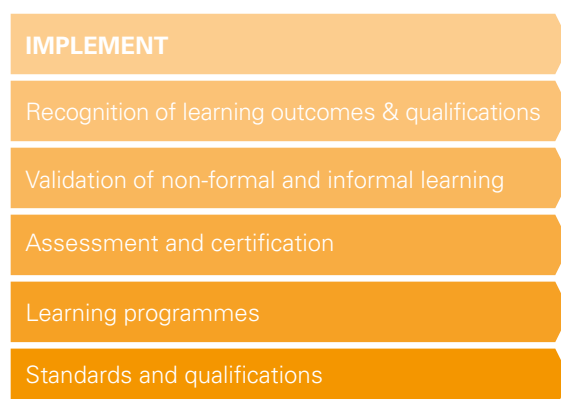 IMPLEMENT
Recognition of learning outcomes & qualifications
Validation of non-formal and informal learning
Assessment and certification
Learning programmes
Standards and qualifications